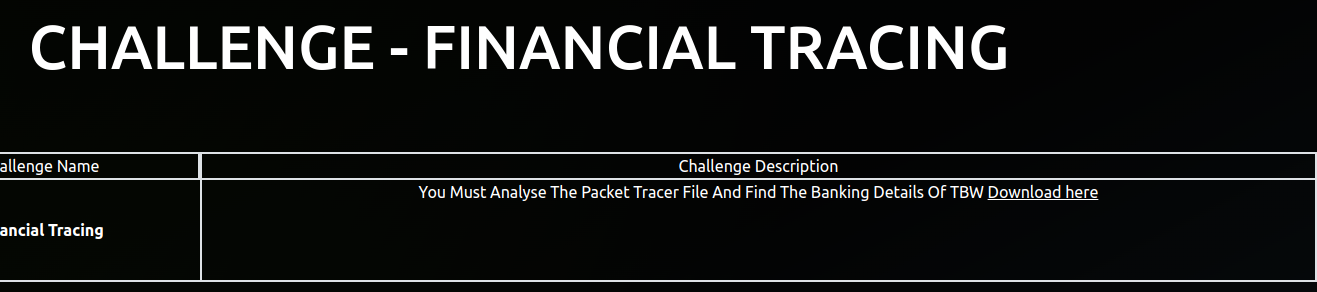 CHALLENGE - FINANCIAL TRACING
allenge Name
Challenge Description
You Must Analyse The Packet Tracer File And Find The Banking Details Of TBW Download here
ancial Tracing